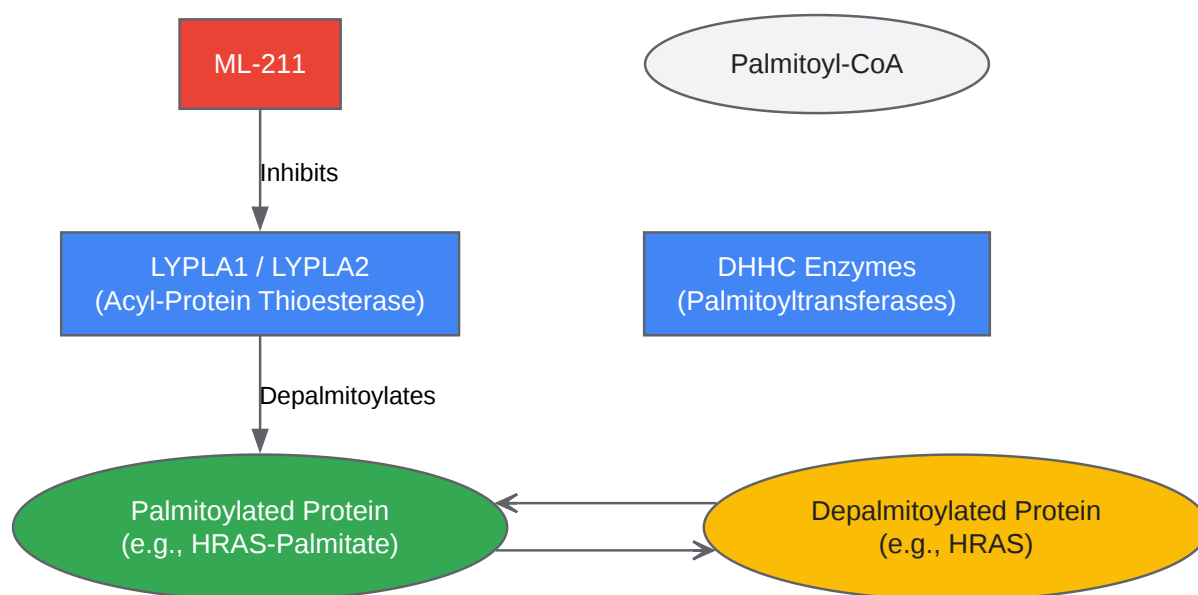 ML-211
Palmitoyl-CoA
Inhibits
LYPLA1 / LYPLA2
(Acyl-Protein Thioesterase)
DHHC Enzymes
(Palmitoyltransferases)
Depalmitoylates
Palmitoylated Protein
(e.g., HRAS-Palmitate)
Depalmitoylated Protein
(e.g., HRAS)